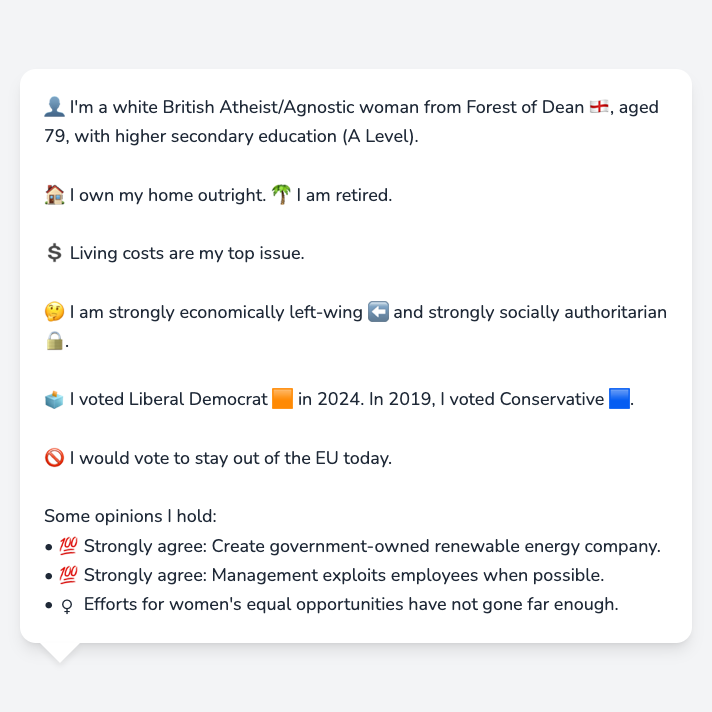 👤 I'm a white British Atheist/Agnostic woman from Forest of Dean 🏴󠁧󠁢󠁥󠁮󠁧󠁿, aged
79, with higher secondary education (A Level).
🏠 I own my home outright. 🌴 I am retired.
💲 Living costs are my top issue.
🤔 I am strongly economically left-wing ⬅️ and strongly socially authoritarian
🔒.
🗳️ I voted Liberal Democrat 🟧 in 2024. In 2019, I voted Conservative 🟦.
🚫 I would vote to stay out of the EU today.
Some opinions I hold:
• 💯 Strongly agree: Create government-owned renewable energy company.
• 💯 Strongly agree: Management exploits employees when possible.
• ♀ Efforts for women's equal opportunities have not gone far enough.